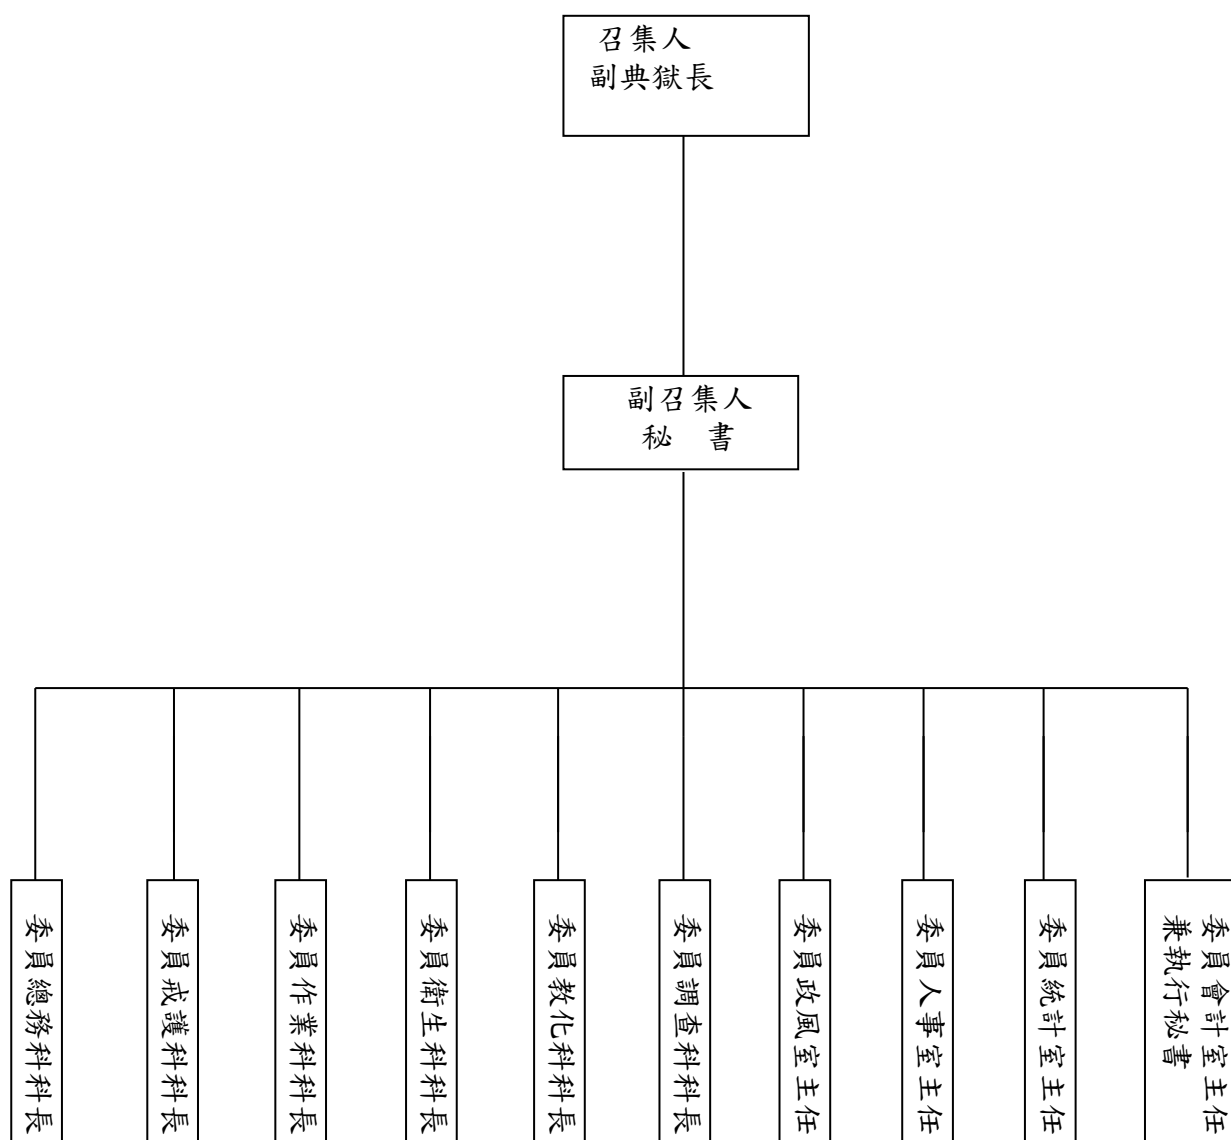 召集人
副典獄長
副召集人
秘　書
委員總務科科長
委員戒護科科長
委員作業科科長
委員衛生科科長
委員教化科科長
委員調查科科長
委員政風室主任
委員人事室主任
委員統計室主任
委員會計室主任
兼執行秘書